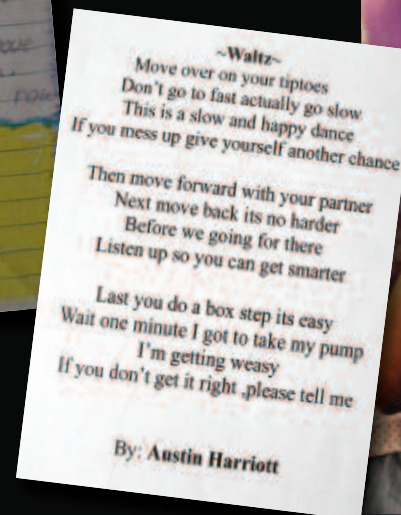 ~Waltz~
Move over on your tiptoes
Don't go to fast actually go slow
This is a slow and happy dance
If you mess up give yourself another chance
Then move forward with your partner
Next move back its no harder
Before we going for there
Listen up so you can get smarter
Last you do a box step its easy
Wait one minute I got to take my pump
I'm getting weasy
If you don't get it right ,please tell me
By: Austin Harriott